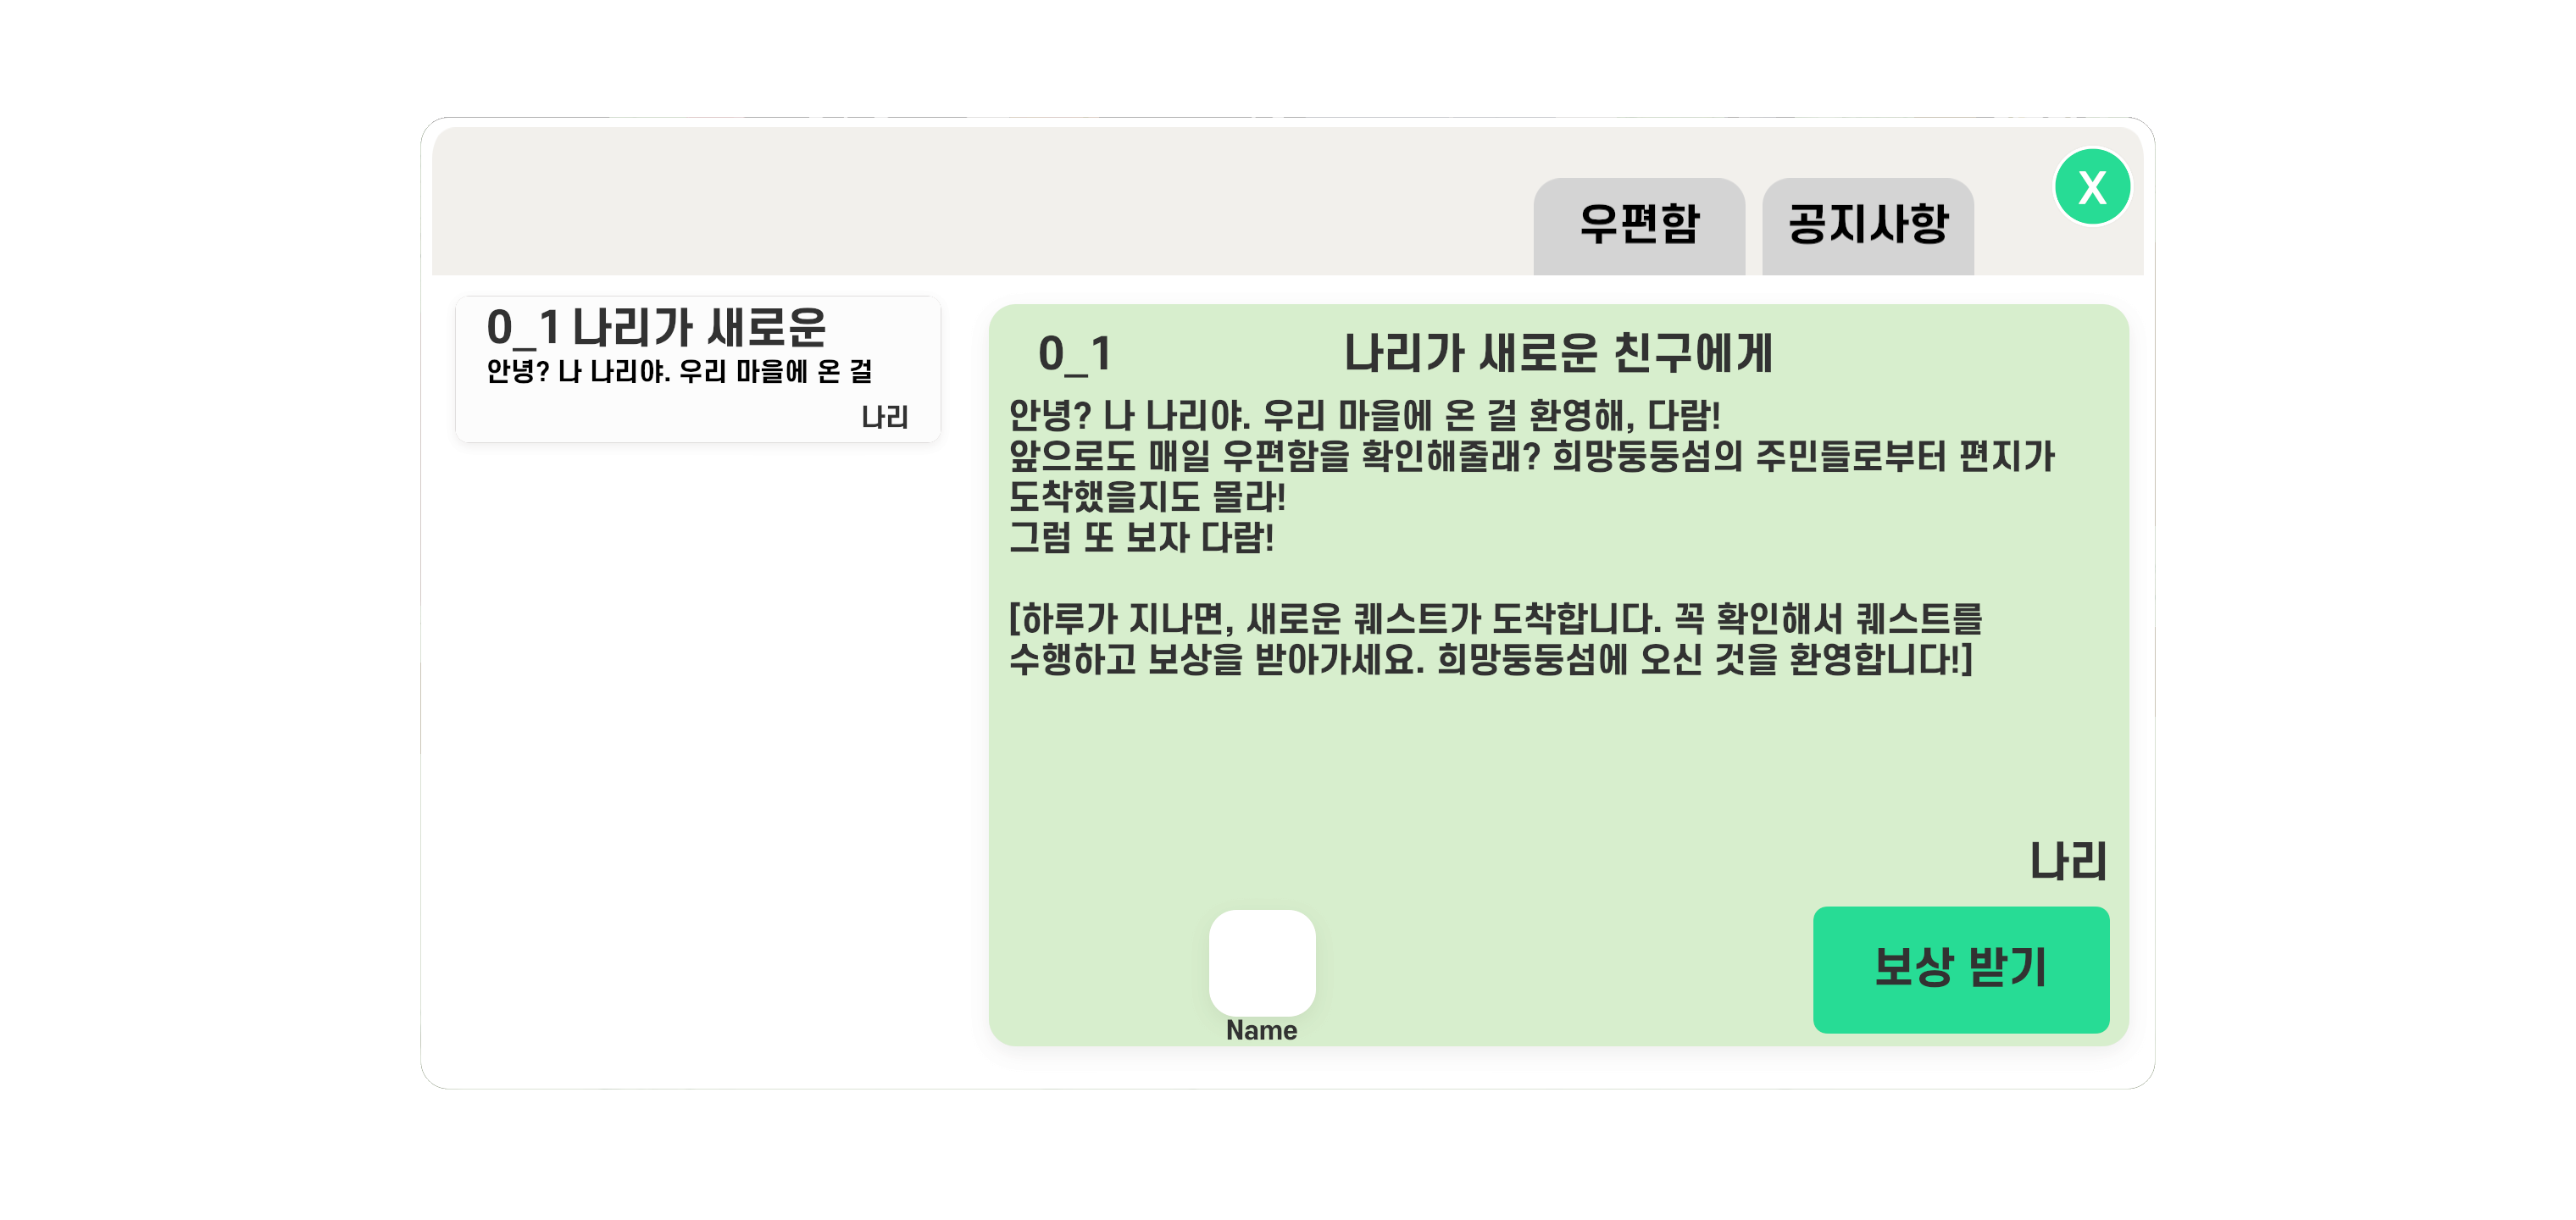 우편함
공지사항
X
0_1 나리가 새로운
안녕? 나 나리야. 우리 마을에 온 걸
나리
0_1
나리가 새로운 친구에게
안녕? 나 나리야. 우리 마을에 온 걸 환영해, 다람!
앞으로도 매일 우편함을 확인해줄래? 희망둥둥섬의 주민들로부터 편지가
도착했을지도 몰라!
그럼 또 보자 다람!
[하루가 지나면, 새로운 퀘스트가 도착합니다. 꼭 확인해서 퀘스트를
수행하고 보상을 받아가세요. 희망둥둥섬에 오신 것을 환영합니다!]
나리
Name
보상 받기